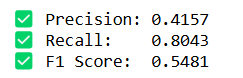 ✅ Precision: 0.4157
✅ Recall: 0.8043
✅ F1 Score: 0.5481